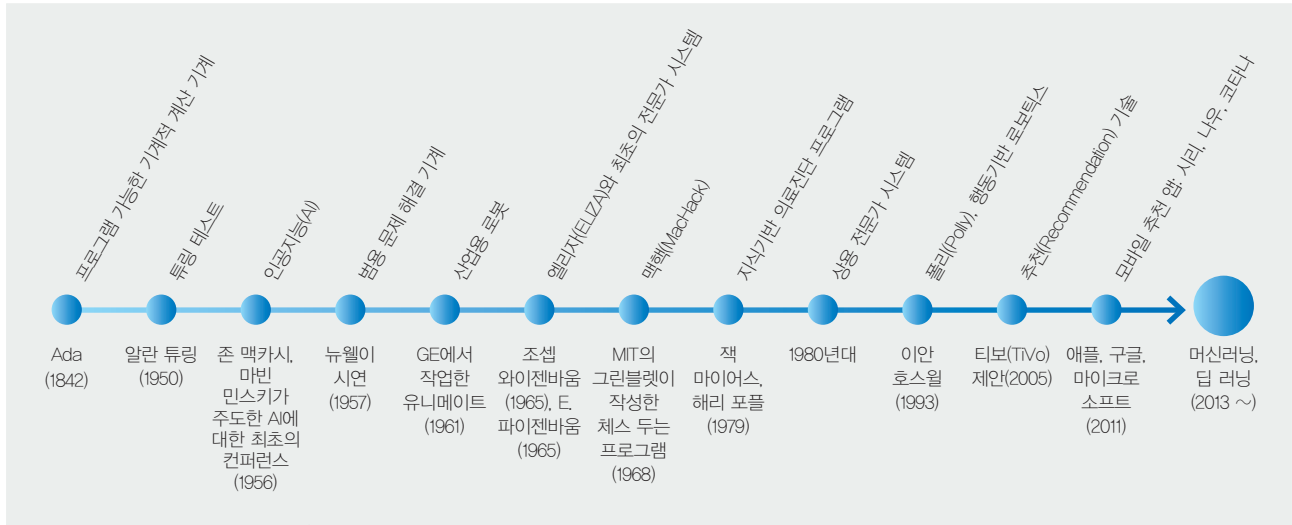 프로그램 가능한 기계적 계산 기계
튜링 테스트
인공지능(AI)
범용 문제 해결 기계
산업용 로봇
엘리자(ELIZA)와 최초의 전문가 시스템
맥핵(MacHack)
지식기반 의료진단 프로그램
상용 전문가 시스템
폴리(Polly), 행동기반 로보틱스
추천(Recommendation) 기술
모바일 추천 앱: 시리, 나우, 코타나
Ada
(1842)
알란 튜링
(1950)
존 맥카시,
마빈
민스키가
주도한 AI에
대한 최초의
컨퍼런스
(1956)
뉴웰이
시연
(1957)
GE에서
작업한
유니메이트
(1961)
조셉
와이젠바움
(1965), E.
파이젠바움
(1965)
MIT의
그린블렛이
작성한
체스 두는
프로그램
(1968)
잭
마이어스,
해리 포플
(1979)
1980년대
이안
호스윌
(1993)
티보(TiVo)
제안(2005)
애플, 구글,
마이크로
소프트
(2011)
머신러닝,
딥 러닝
(2013 ~)